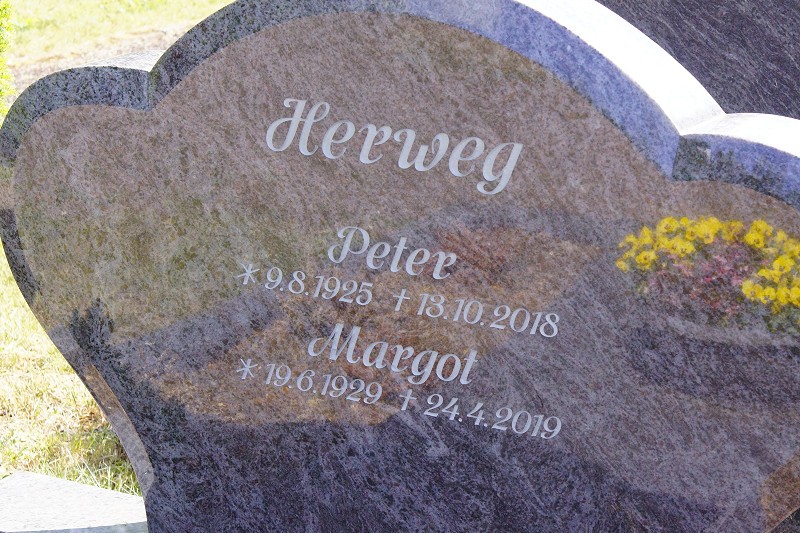 Herweg
Peter
* 9.8.1925 † 13.10.2018
Margot
* 19.6.1929 † 24.4.2019